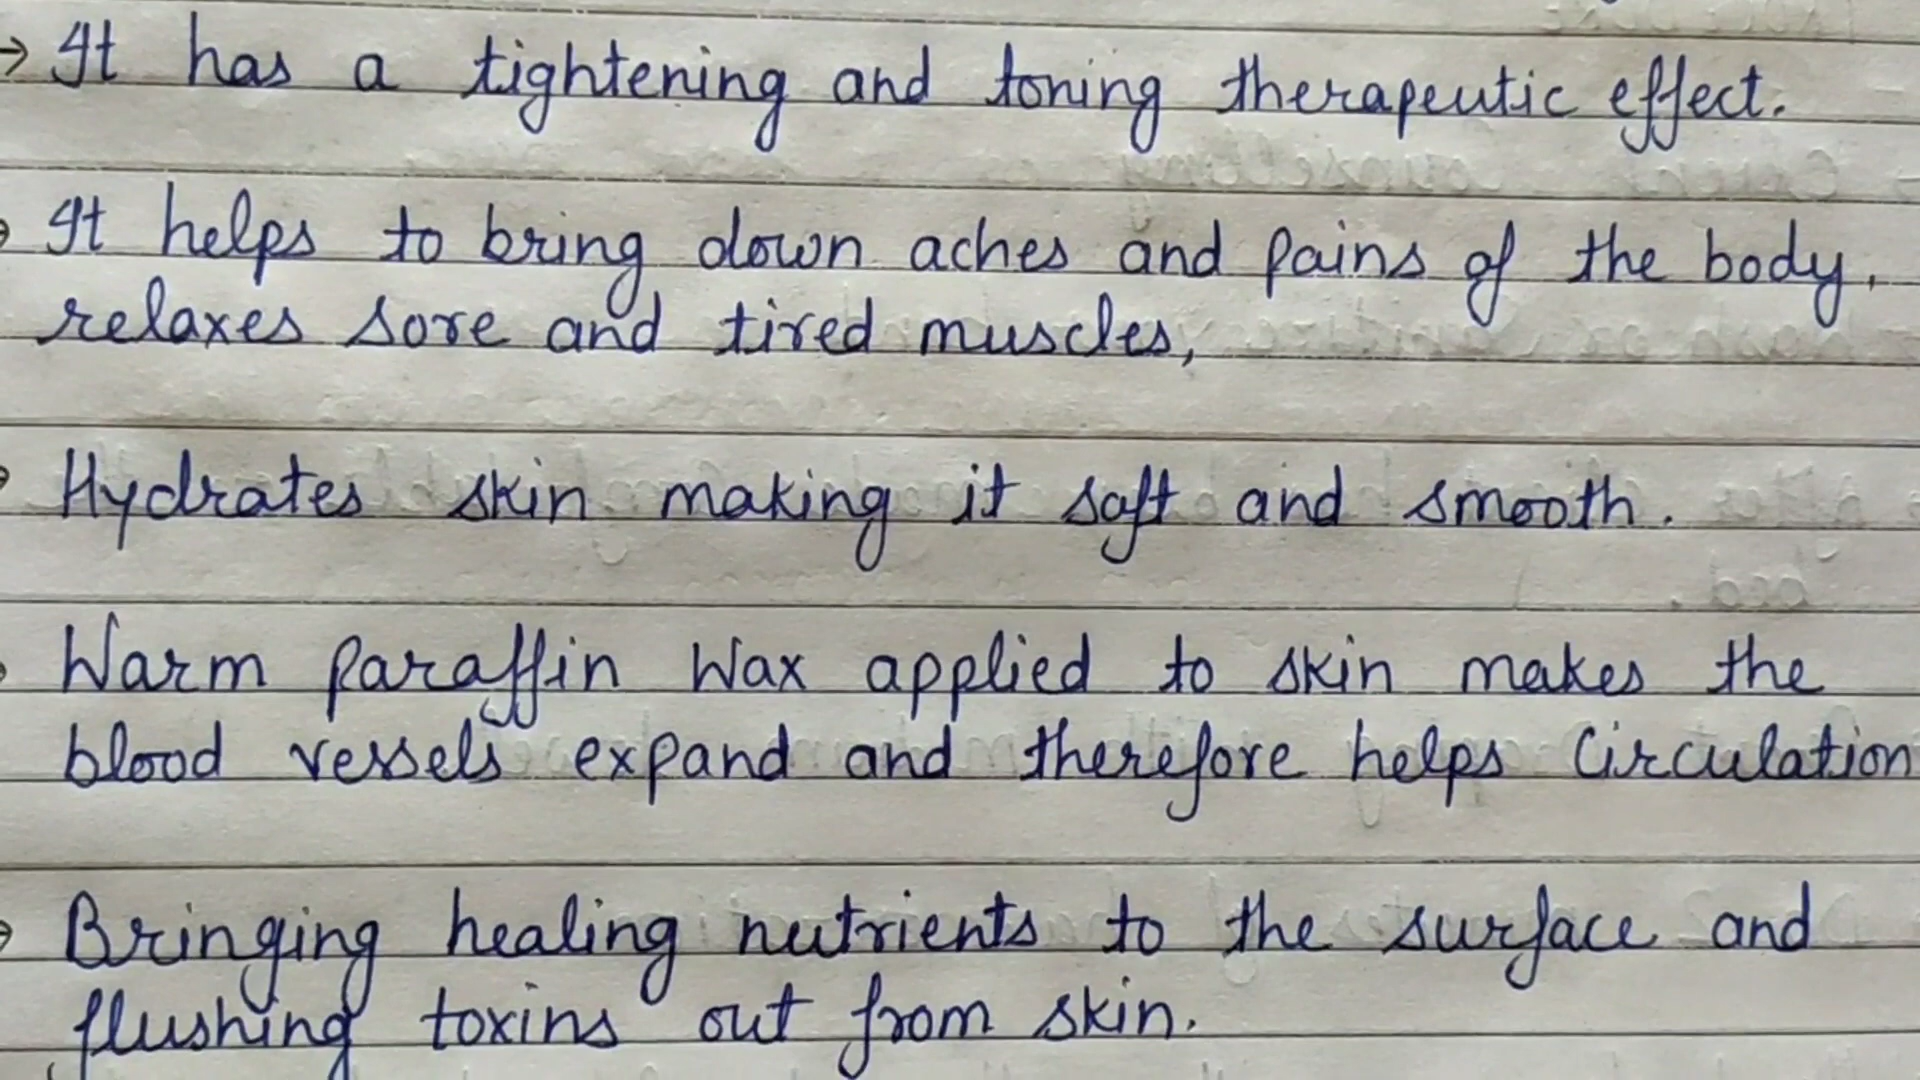 → It has a tightening and toning therapeutic effect.
It helps to bring down aches and pains of the body,
relaxes sore and tired muscles,
Hydrates skin making it soft and smooth.
Warm paraffin wax applied to skin makes the
blood vessels expand and therefore helps Circulation
Bringing healing nutrients to the surface and
flushing toxins out from skin.